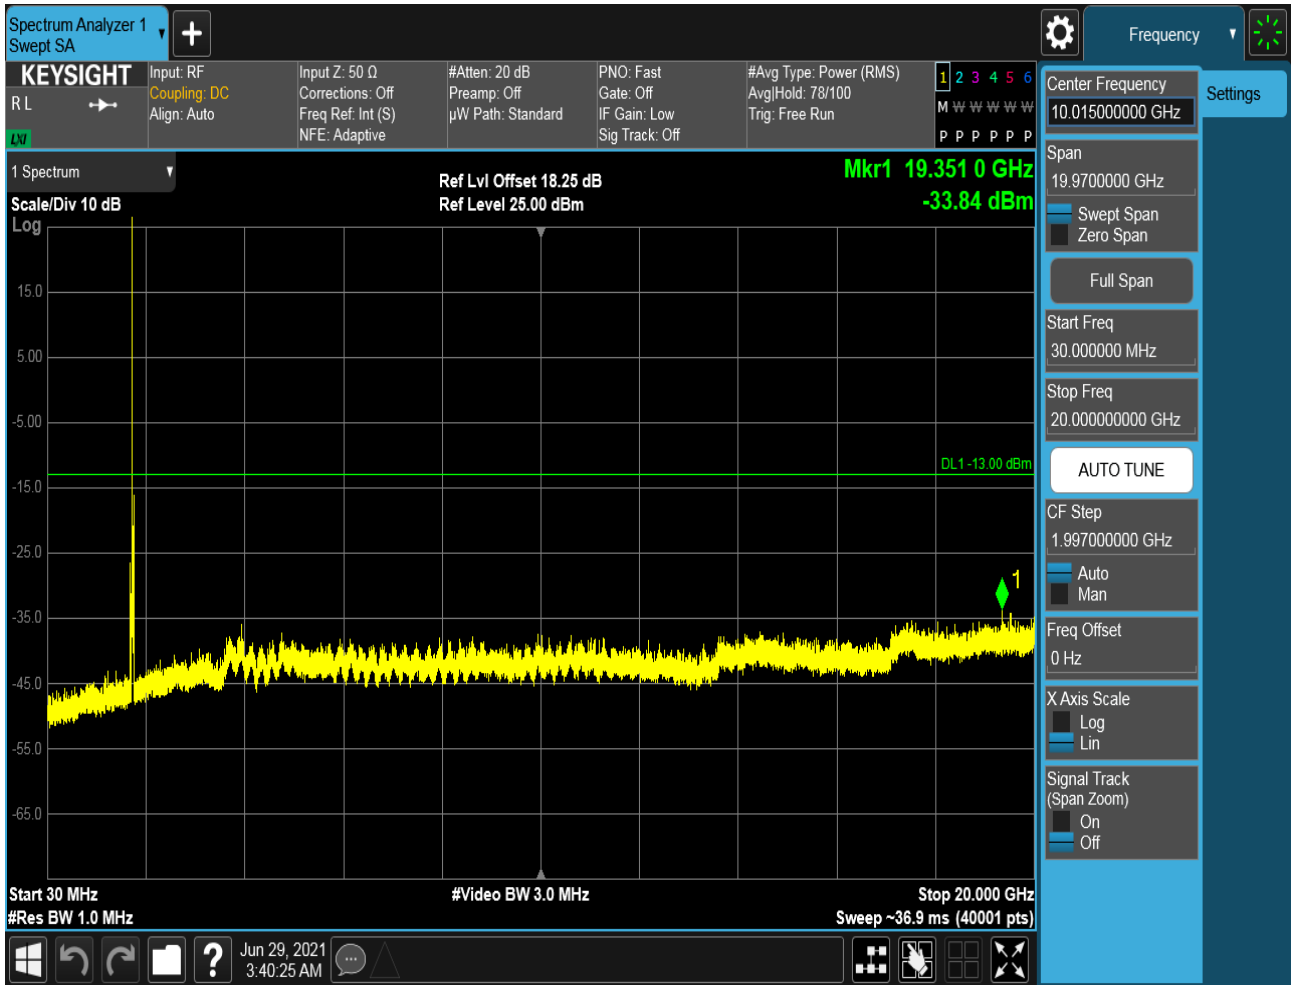 Spectrum Analyzer 1
Swept SA
+
Frequency
KEYSIGHT
R L
LXI
Input: RF
Coupling: DC
Align: Auto
Input Z: 50 Ω
Corrections: Off
Freq Ref: Int (S)
NFE: Adaptive
#Atten: 20 dB
Preamp: Off
µW Path: Standard
PNO: Fast
Gate: Off
IF Gain: Low
Sig Track: Off
#Avg Type: Power (RMS)
Avg|Hold: 78/100
Trig: Free Run
1 2 3 4 5 6
M W W W W W
P P P P P P
1 Spectrum
Scale/Div 10 dB
Log
Ref Lvl Offset 18.25 dB
Ref Level 25.00 dBm
Mkr1 19.351 0 GHz
-33.84 dBm
15.0
5.00
-5.00
-15.0
-25.0
-35.0
-45.0
-55.0
-65.0
DL1 -13.00 dBm
1
Start 30 MHz
#Res BW 1.0 MHz
#Video BW 3.0 MHz
Stop 20.000 GHz
Sweep ~36.9 ms (40001 pts)
Center Frequency
10.015000000 GHz
Settings
Span
19.9700000 GHz
Swept Span
Zero Span
Full Span
Start Freq
30.000000 MHz
Stop Freq
20.000000000 GHz
AUTO TUNE
CF Step
1.997000000 GHz
Auto
Man
Freq Offset
0 Hz
X Axis Scale
Log
Lin
Signal Track
(Span Zoom)
On
Off
?
Jun 29, 2021
3:40:25 AM